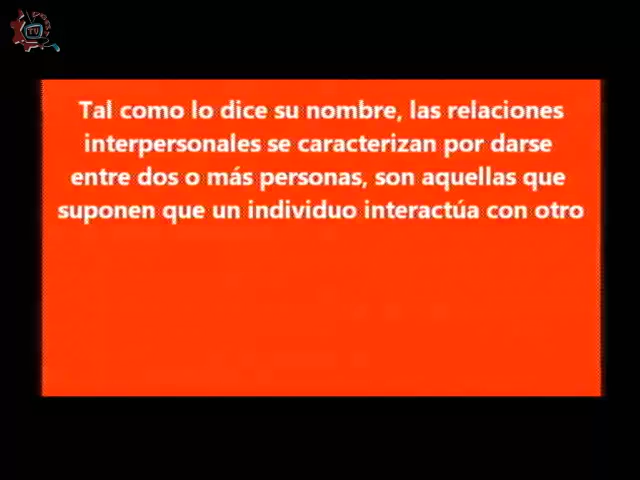 TV
Tal como lo dice su nombre, las relaciones
interpersonales se caracterizan por darse
entre dos o más personas, son aquellas que
suponen que un individuo interactúa con otro